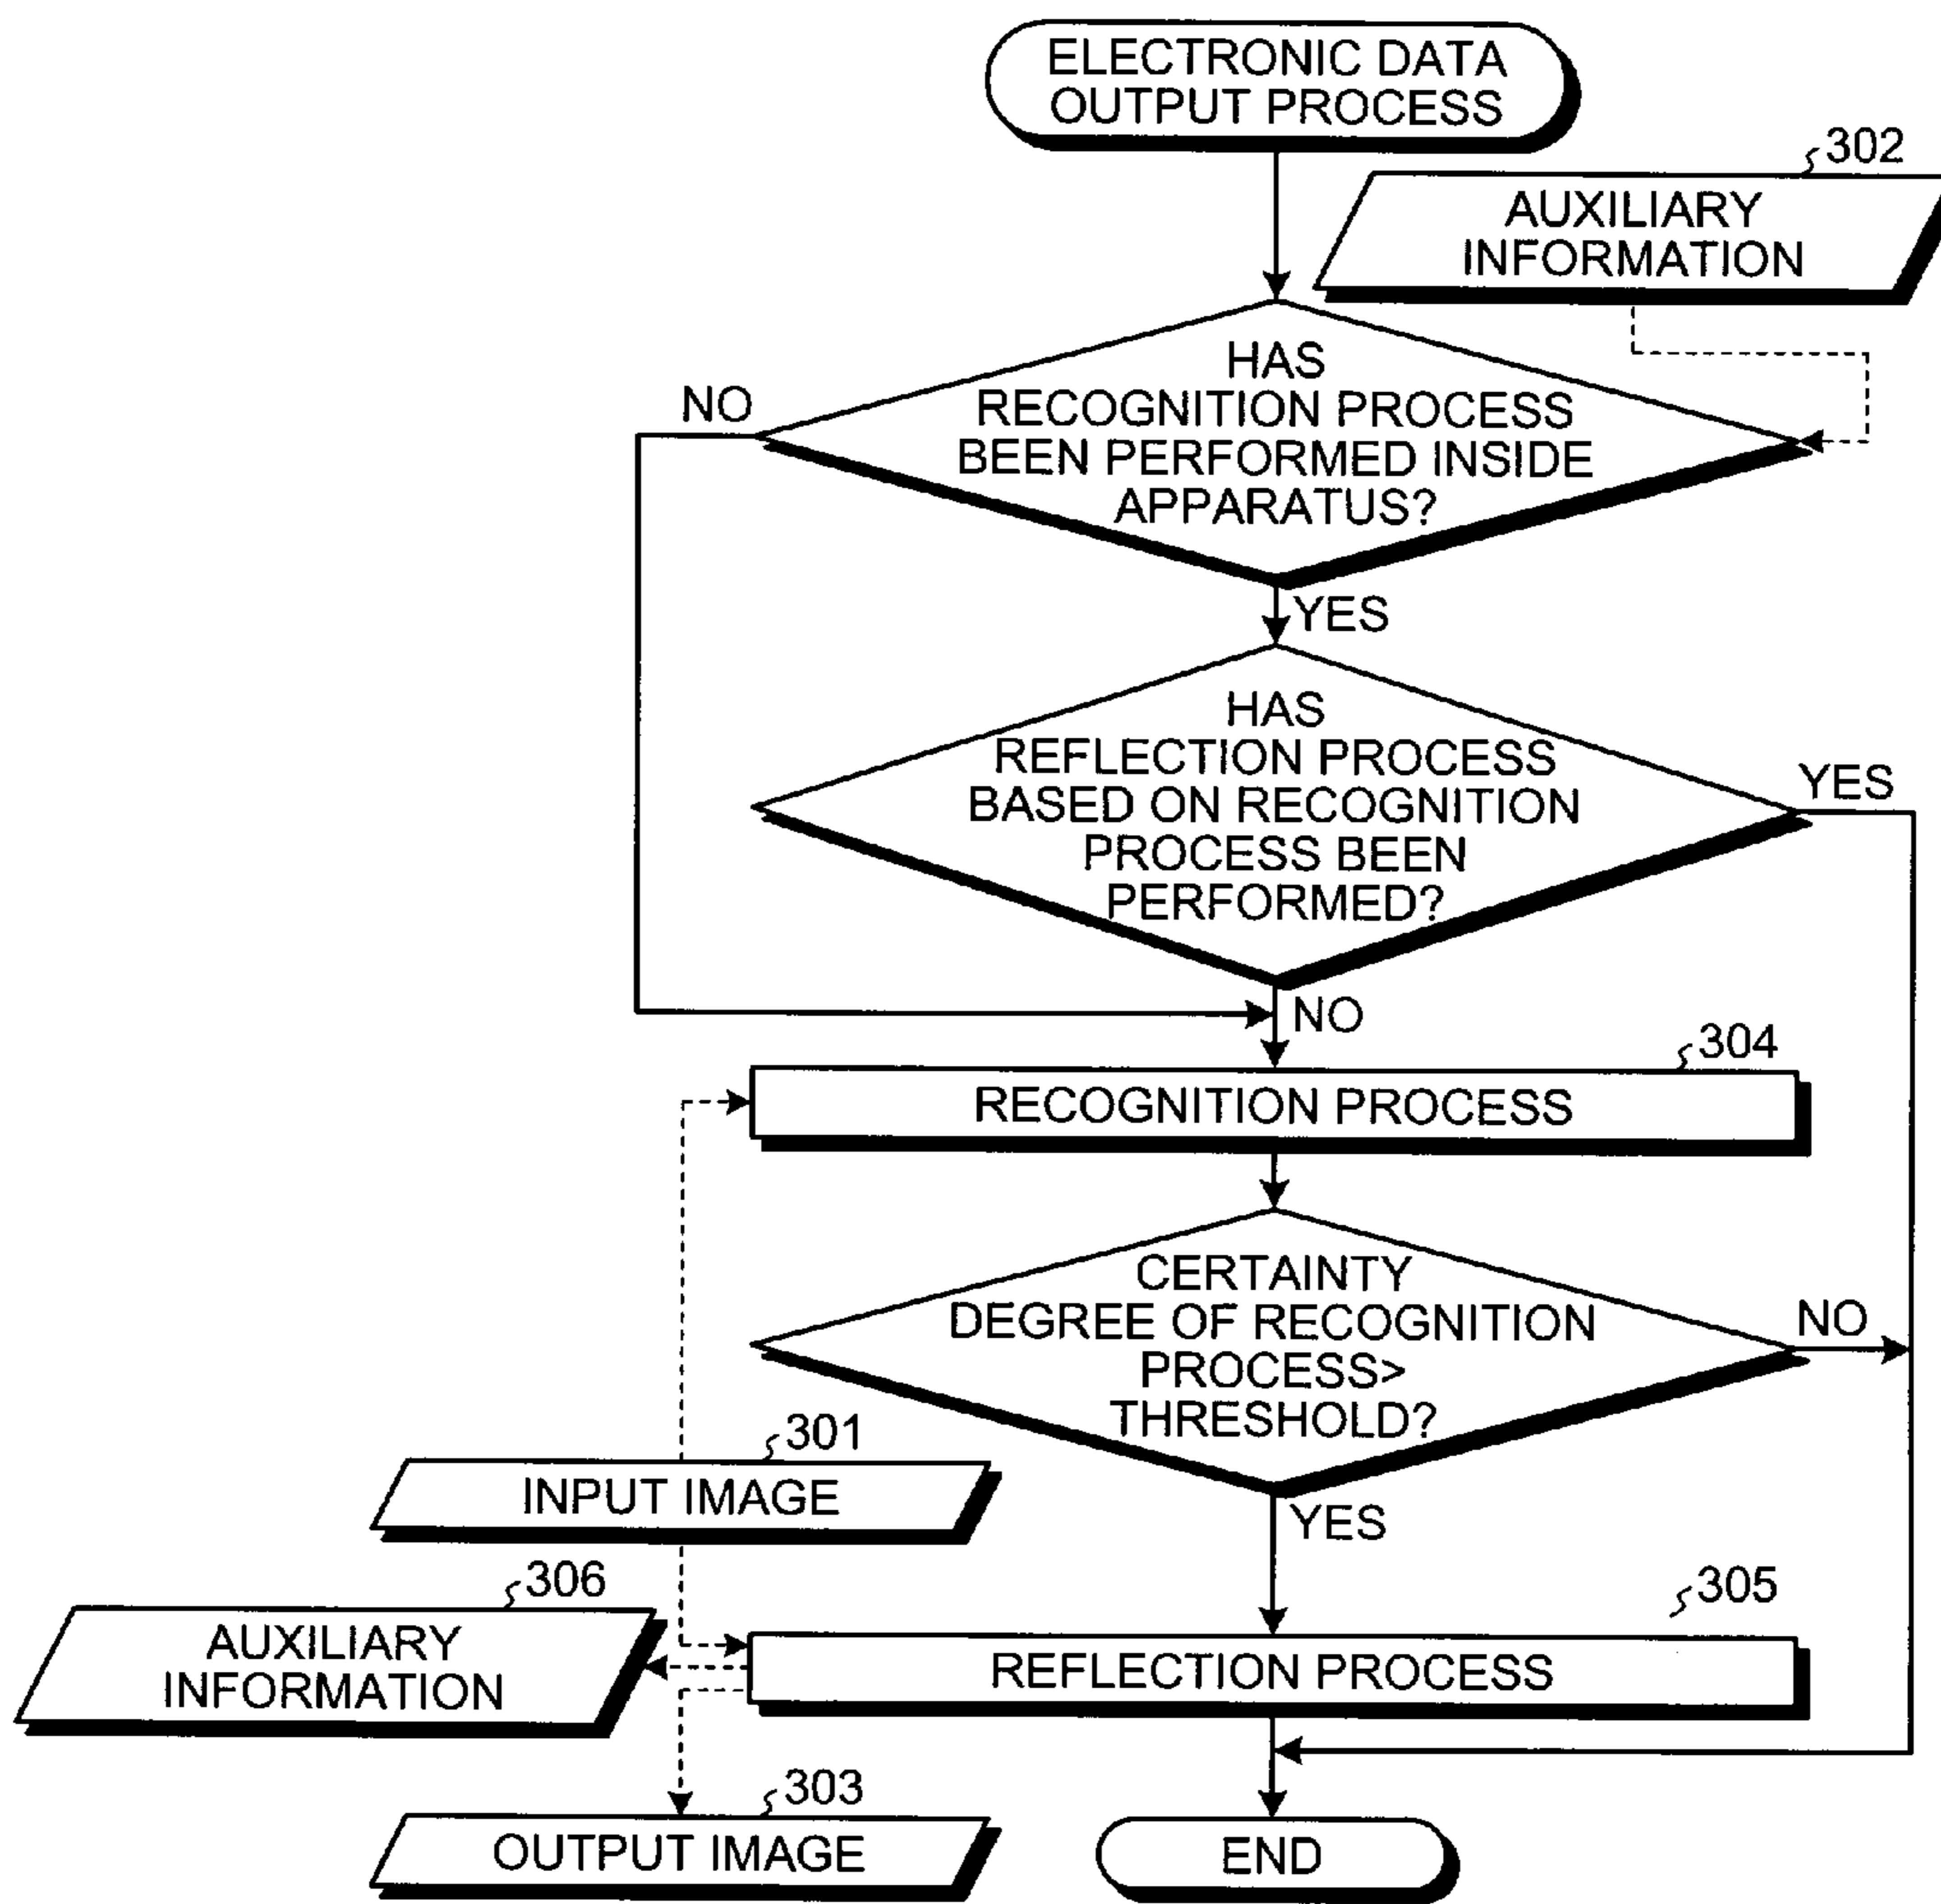 ELECTRONIC DATA
OUTPUT PROCESS
302
AUXILIARY
INFORMATION
HAS
RECOGNITION PROCESS
BEEN PERFORMED INSIDE
APPARATUS?
NO
YES
HAS
REFLECTION PROCESS
BASED ON RECOGNITION
PROCESS BEEN
PERFORMED?
YES
NO
304
RECOGNITION PROCESS
CERTAINTY
DEGREE OF RECOGNITION
PROCESS>
THRESHOLD?
NO
YES
301
INPUT IMAGE
306
AUXILIARY
INFORMATION
305
REFLECTION PROCESS
303
OUTPUT IMAGE
END